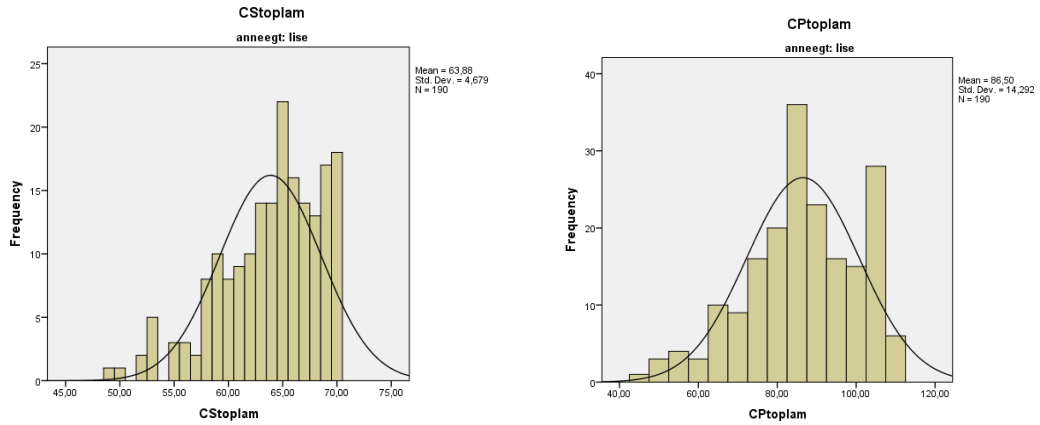 CStoplam
anneegt: lise
25
20
15
10
5
0
Frequency
45,00 50,00 55,00 60,00 65,00 70,00 75,00
CStoplam
Mean = 63,88
Std. Dev. = 4,679
N = 190
CPtoplam
anneegt: lise
40
30
20
10
0
Frequency
40,00 60,00 80,00 100,00 120,00
CPtoplam
Mean = 86,50
Std. Dev. = 14,292
N = 190